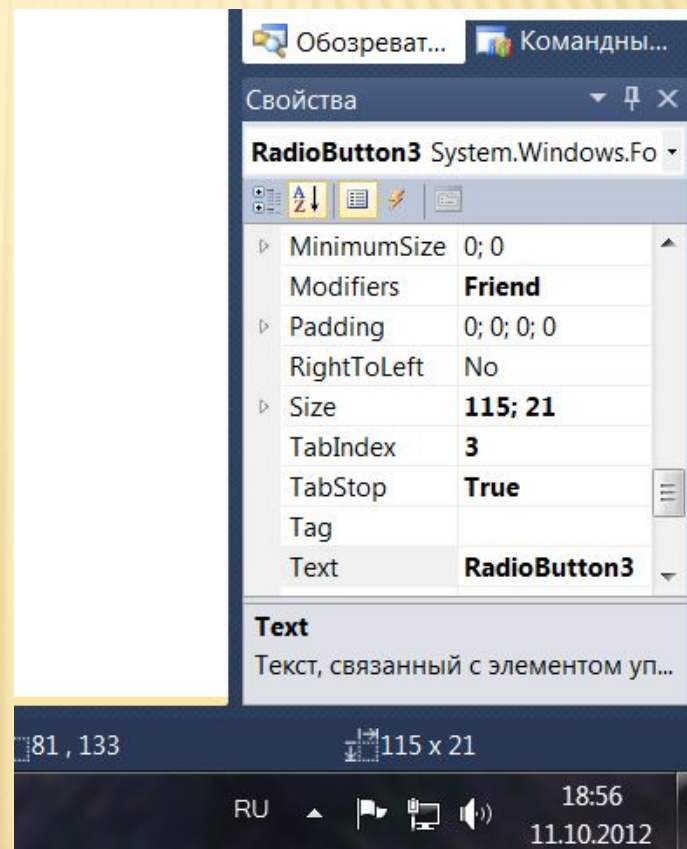 Обозреват... Командны...
Свойства
RadioButton3 System.Windows.Fo
MinimumSize 0; 0
Modifiers Friend
Padding 0; 0; 0; 0
RightToLeft No
Size 115; 21
TabIndex 3
TabStop True
Tag
Text RadioButton3
Text
Текст, связанный с элементом уп...
81 , 133 115 x 21
RU 18:56
11.10.2012